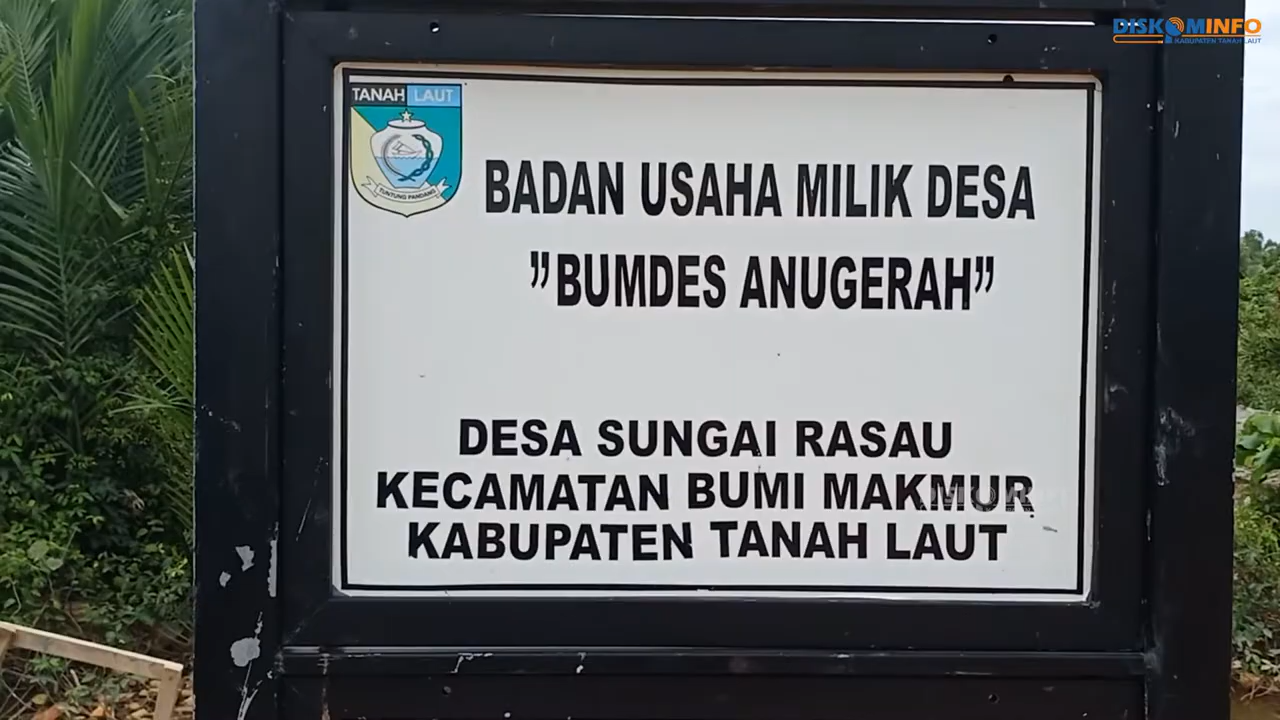 DISKOMINFO
KABUPATEN TANAH LAUT
TANAH LAUT
TUNTUNG PANDANG
BADAN USAHA MILIK DESA
”BUMDES ANUGERAH”
DESA SUNGAI RASAU
KECAMATAN BUMI MAKMUR
DISKOMINFO
KABUPATEN TANAH LAUT